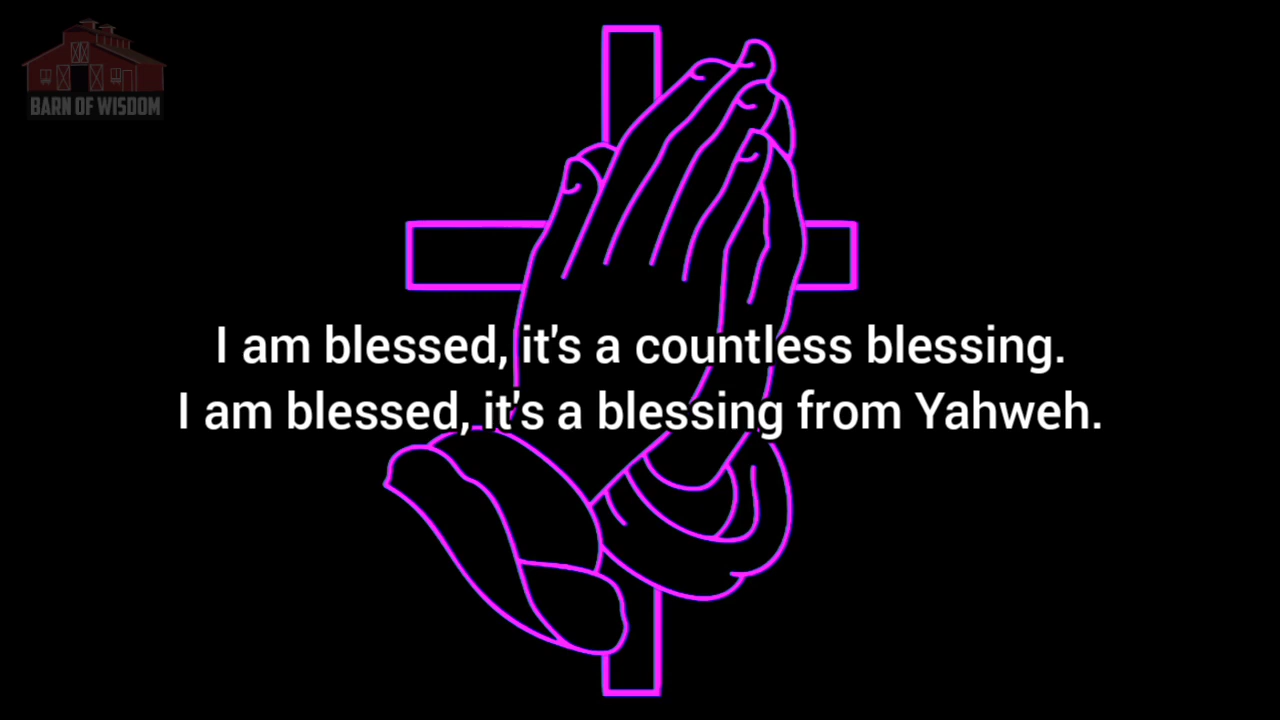 BARN OF WISDOM
I am blessed, it's a countless blessing.
I am blessed, it's a blessing from Yahweh.